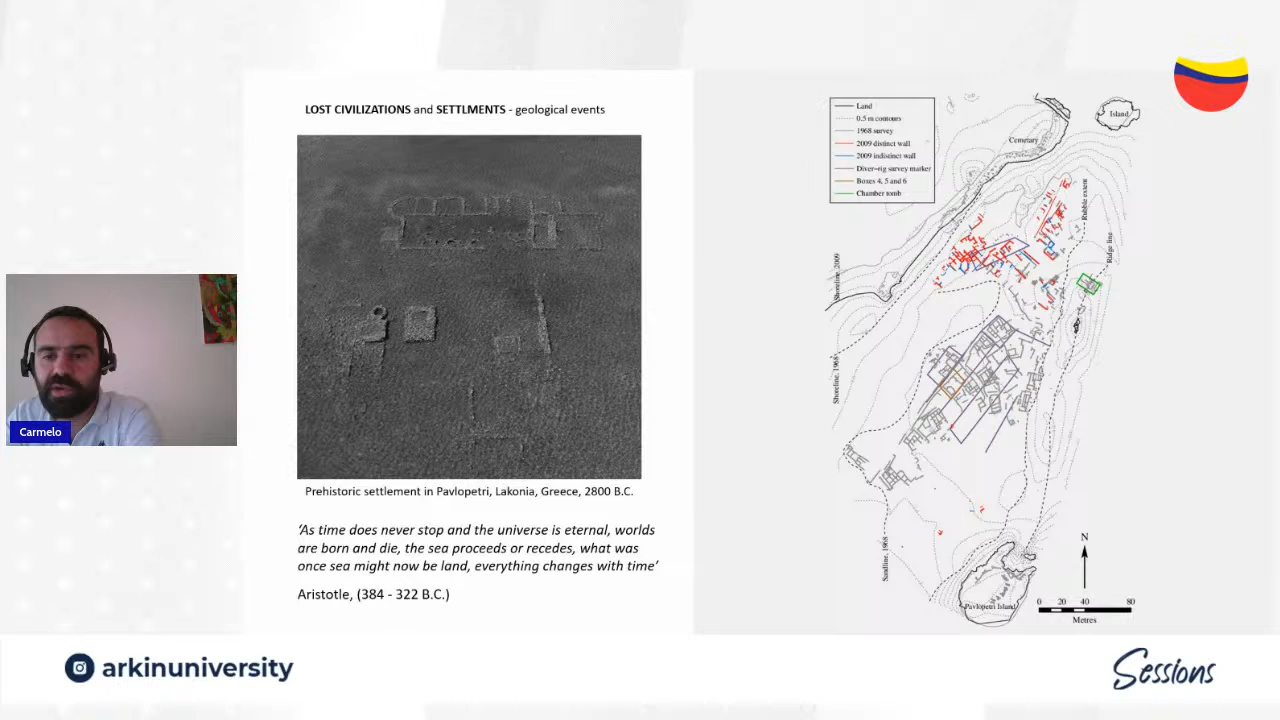 LOST CIVILIZATIONS and SETTLMENTS - geological events
Prehistoric settlement in Pavlopetri, Lakonia, Greece, 2800 B.C.
‘As time does never stop and the universe is eternal, worlds
are born and die, the sea proceeds or recedes, what was
once sea might now be land, everything changes with time’
Aristotle, (384 - 322 B.C.)
Carmelo
Land
0.5 m contours
1968 survey
2009 distinct wall
2009 indistinct wall
Diver-rig survey marker
Boxes 4, 5 and 6
Chamber tomb
Island
Cemetary
Rubble extent
Ridge line
Shoreline, 2009
Shoreline, 1968
Sandline, 1968
Pavlopetri Island
N
0 20 40 80
Metres
arkinuniversity
Sessions